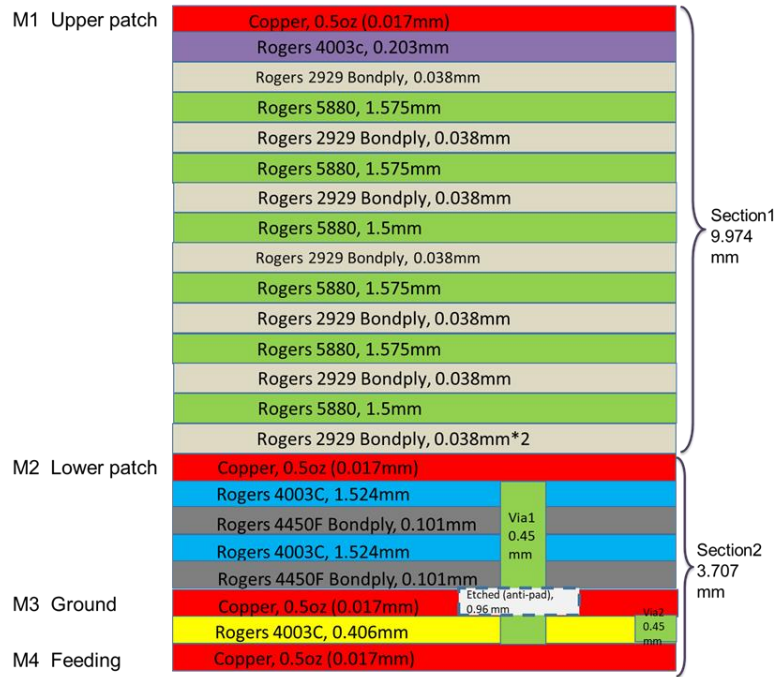 M1 Upper patch
Copper, 0.5oz (0.017mm)
Rogers 4003c, 0.203mm
Rogers 2929 Bondply, 0.038mm
Rogers 5880, 1.575mm
Rogers 2929 Bondply, 0.038mm
Rogers 5880, 1.575mm
Rogers 2929 Bondply, 0.038mm
Rogers 5880, 1.5mm
Rogers 2929 Bondply, 0.038mm
Rogers 5880, 1.575mm
Rogers 2929 Bondply, 0.038mm
Rogers 5880, 1.575mm
Rogers 2929 Bondply, 0.038mm
Rogers 5880, 1.5mm
Rogers 2929 Bondply, 0.038mm*2
Section1
9.974
mm
M2 Lower patch
Copper, 0.5oz (0.017mm)
Rogers 4003C, 1.524mm
Rogers 4450F Bondply, 0.101mm
Rogers 4003C, 1.524mm
Rogers 4450F Bondply, 0.101mm
Via1
0.45
mm
Section2
3.707
mm
M3 Ground
Copper, 0.5oz (0.017mm)
Etched (anti-pad),
0.96 mm
Rogers 4003C, 0.406mm
Via2
0.45
mm
M4 Feeding
Copper, 0.5oz (0.017mm)